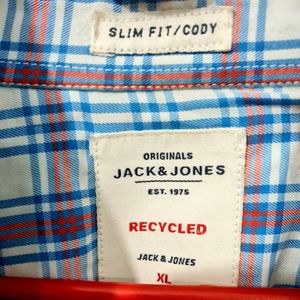 SLIM FIT/CODY
ORIGINALS
JACK & JONES
EST. 1975
RECYCLED
JACK & JONES
XL